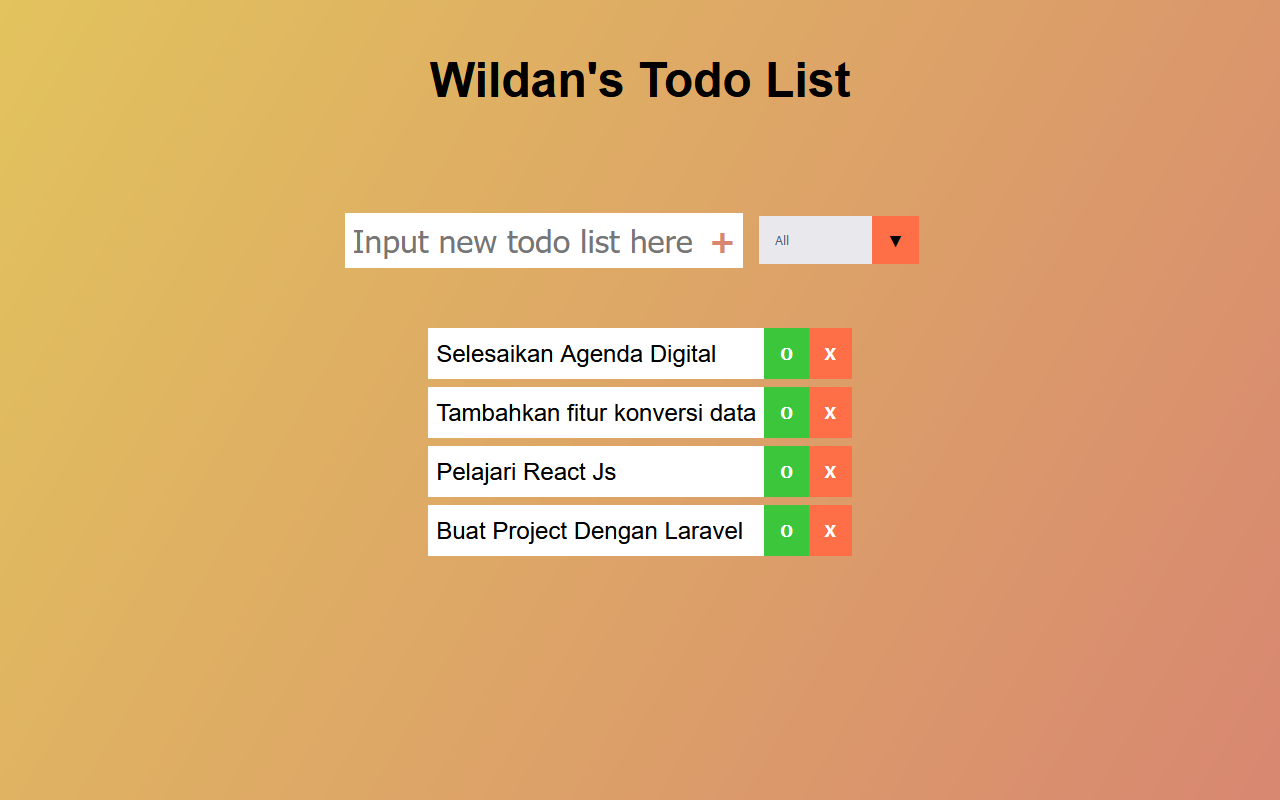 Wildan's Todo List
Input new todo list here +
All ▼
Selesaikan Agenda Digital o x
Tambahkan fitur konversi data o x
Pelajari React Js o x
Buat Project Dengan Laravel o x